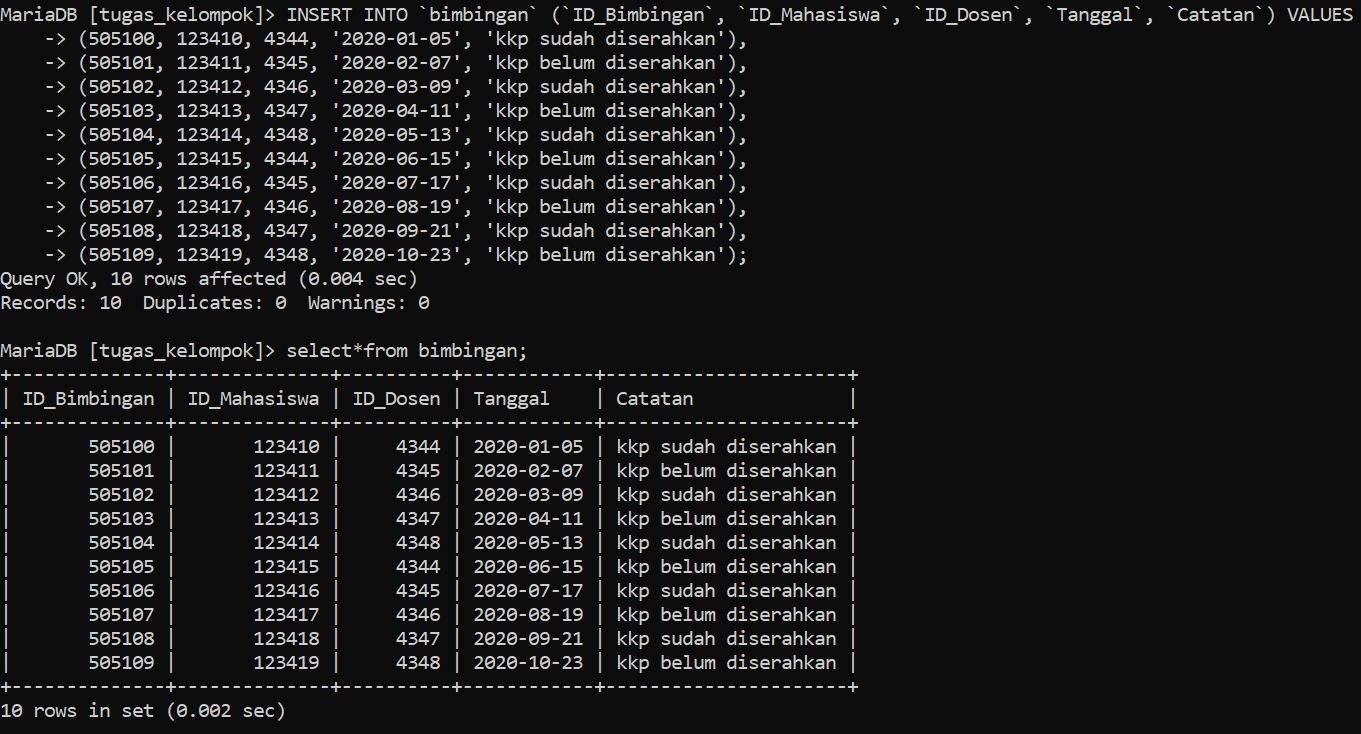 MariaDB [tugas_kelompok]> INSERT INTO `bimbingan` (`ID_Bimbingan`, `ID_Mahasiswa`, `ID_Dosen`, `Tanggal`, `Catatan`) VALUES
    -> (505100, 123410, 4344, '2020-01-05', 'kkp sudah diserahkan'),
    -> (505101, 123411, 4345, '2020-02-07', 'kkp belum diserahkan'),
    -> (505102, 123412, 4346, '2020-03-09', 'kkp sudah diserahkan'),
    -> (505103, 123413, 4347, '2020-04-11', 'kkp belum diserahkan'),
    -> (505104, 123414, 4348, '2020-05-13', 'kkp sudah diserahkan'),
    -> (505105, 123415, 4344, '2020-06-15', 'kkp belum diserahkan'),
    -> (505106, 123416, 4345, '2020-07-17', 'kkp sudah diserahkan'),
    -> (505107, 123417, 4346, '2020-08-19', 'kkp belum diserahkan'),
    -> (505108, 123418, 4347, '2020-09-21', 'kkp sudah diserahkan'),
    -> (505109, 123419, 4348, '2020-10-23', 'kkp belum diserahkan');
Query OK, 10 rows affected (0.004 sec)
Records: 10  Duplicates: 0  Warnings: 0

MariaDB [tugas_kelompok]> select*from bimbingan;
+--------------+--------------+----------+------------+----------------------+
| ID_Bimbingan | ID_Mahasiswa | ID_Dosen | Tanggal    | Catatan              |
+--------------+--------------+----------+------------+----------------------+
|       505100 |       123410 |     4344 | 2020-01-05 | kkp sudah diserahkan |
|       505101 |       123411 |     4345 | 2020-02-07 | kkp belum diserahkan |
|       505102 |       123412 |     4346 | 2020-03-09 | kkp sudah diserahkan |
|       505103 |       123413 |     4347 | 2020-04-11 | kkp belum diserahkan |
|       505104 |       123414 |     4348 | 2020-05-13 | kkp sudah diserahkan |
|       505105 |       123415 |     4344 | 2020-06-15 | kkp belum diserahkan |
|       505106 |       123416 |     4345 | 2020-07-17 | kkp sudah diserahkan |
|       505107 |       123417 |     4346 | 2020-08-19 | kkp belum diserahkan |
|       505108 |       123418 |     4347 | 2020-09-21 | kkp sudah diserahkan |
|       505109 |       123419 |     4348 | 2020-10-23 | kkp belum diserahkan |
+--------------+--------------+----------+------------+----------------------+
10 rows in set (0.002 sec)